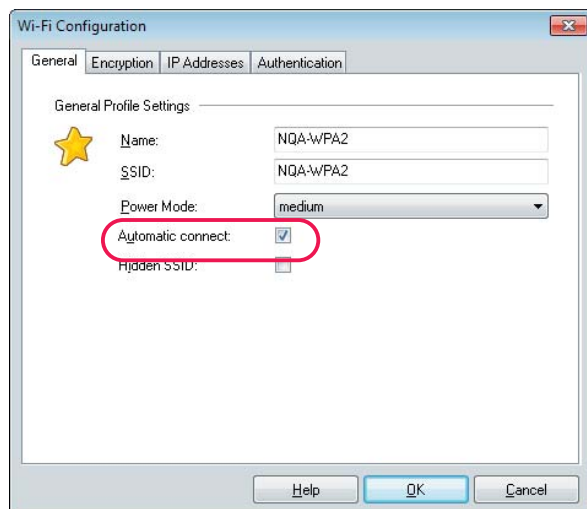 Wi-Fi Configuration
General Encryption IP Addresses Authentication
General Profile Settings
Name: NQA-WPA2
SSID: NQA-WPA2
Power Mode: medium
Automatic connect:
Hidden SSID:
Help OK Cancel